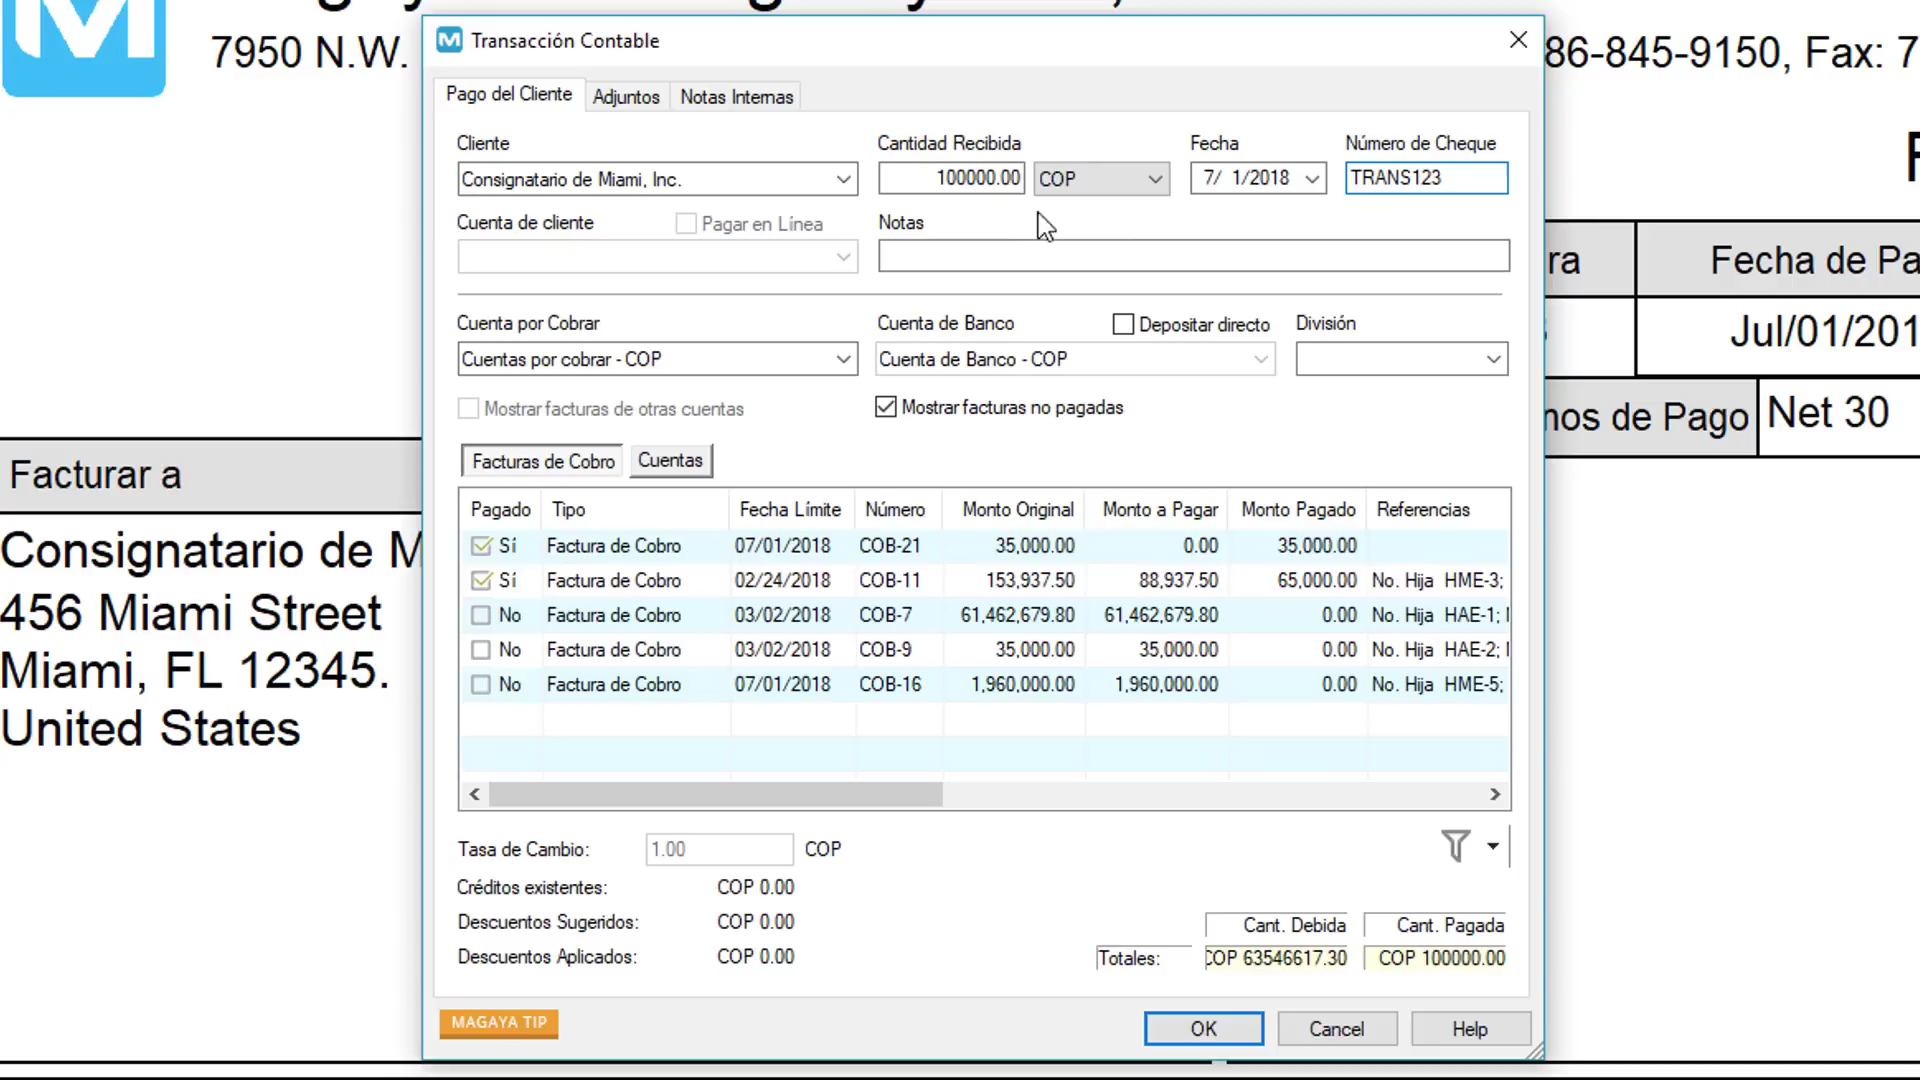 7950 N.W.
86-845-9150, Fax: 7
Transacción Contable
Pago del Cliente Adjuntos Notas Internas
Cliente Cantidad Recibida Fecha Número de Cheque
Consignatario de Miami, Inc. 100000.00 COP 7/ 1/2018 TRANS123
Cuenta de cliente Pagar en Línea Notas
Cuenta por Cobrar Cuenta de Banco Depositar directo División
Cuentas por cobrar - COP Cuenta de Banco - COP
Mostrar facturas de otras cuentas Mostrar facturas no pagadas
Facturas de Cobro Cuentas
Pagado Tipo Fecha Límite Número Monto Original Monto a Pagar Monto Pagado Referencias
Sí Factura de Cobro 07/01/2018 COB-21 35,000.00 0.00 35,000.00
Sí Factura de Cobro 02/24/2018 COB-11 153,937.50 88,937.50 65,000.00 No. Hija HME-3;
No Factura de Cobro 03/02/2018 COB-7 61,462,679.80 61,462,679.80 0.00 No. Hija HAE-1;
No Factura de Cobro 03/02/2018 COB-9 35,000.00 35,000.00 0.00 No. Hija HAE-2;
No Factura de Cobro 07/01/2018 COB-16 1,960,000.00 1,960,000.00 0.00 No. Hija HME-5;
Tasa de Cambio: 1.00 COP
Créditos existentes: COP 0.00
Descuentos Sugeridos: COP 0.00
Descuentos Aplicados: COP 0.00
Cant. Debida Cant. Pagada
Totales: COP 63546617.30 COP 100000.00
MAGAYA TIP OK Cancel Help
Facturar a
Consignatario de M
456 Miami Street
Miami, FL 12345.
United States
ra Fecha de Pa
Jul/01/201
nos de Pago Net 30